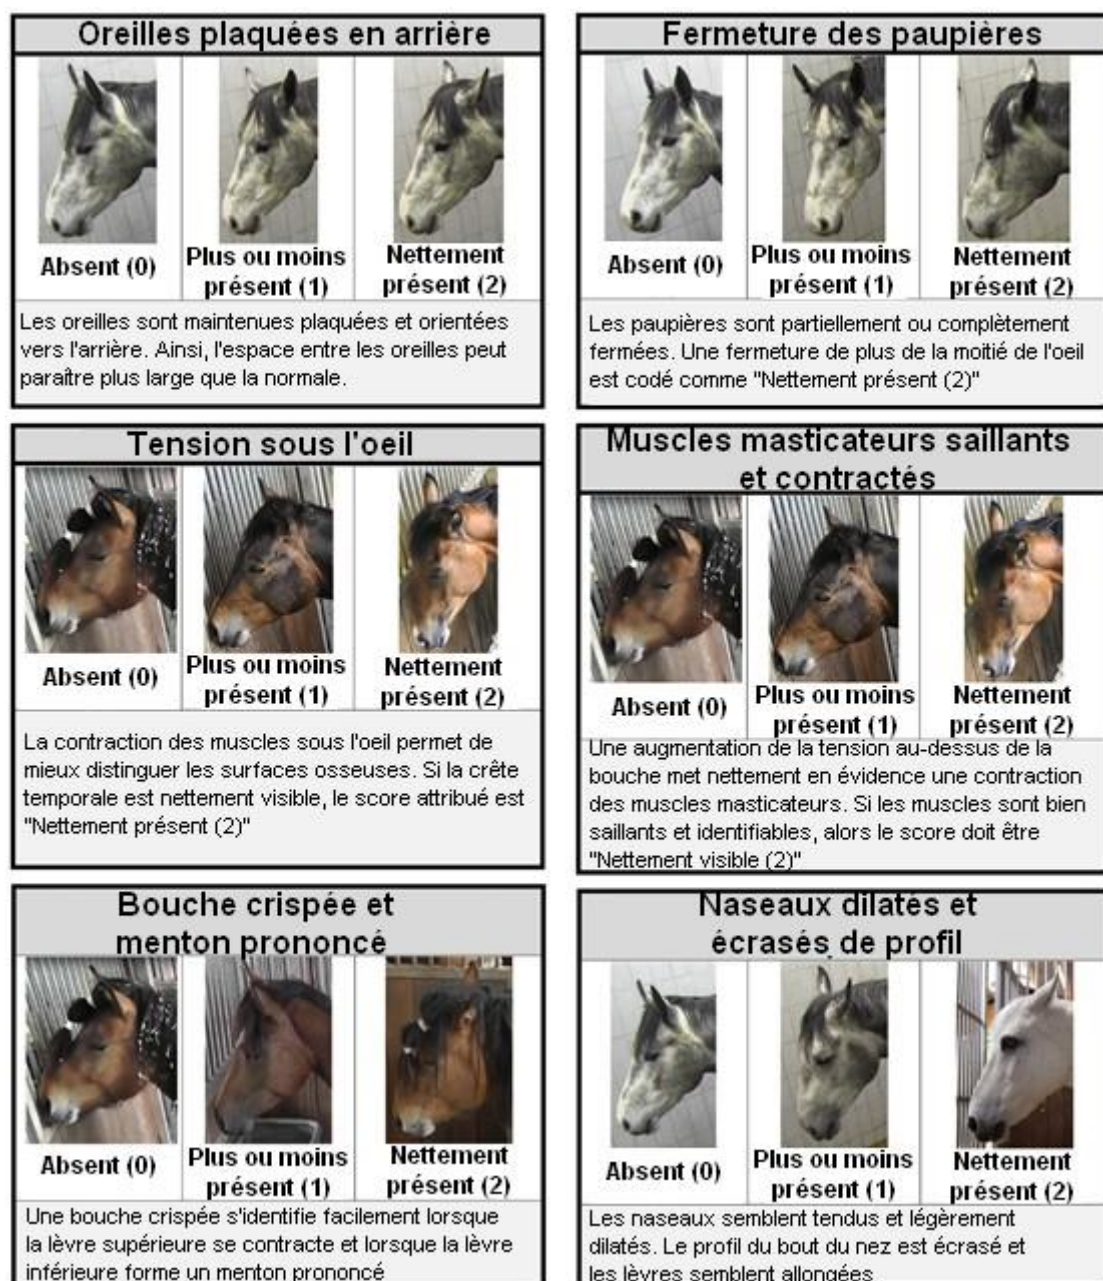 Oreilles plaquées en arrière
Absent (0)
Plus ou moins
présent (1)
Nettement
présent (2)
Les oreilles sont maintenues plaquées et orientées
vers l'arrière. Ainsi, l'espace entre les oreilles peut
paraître plus large que la normale.
Fermeture des paupières
Absent (0)
Plus ou moins
présent (1)
Nettement
présent (2)
Les paupières sont partiellement ou complètement
fermées. Une fermeture de plus de la moitié de l'oeil
est codé comme "Nettement présent (2)"
Tension sous l'oeil
Absent (0)
Plus ou moins
présent (1)
Nettement
présent (2)
La contraction des muscles sous l'oeil permet de
mieux distinguer les surfaces osseuses. Si la crête
temporale est nettement visible, le score attribué est
"Nettement présent (2)"
Muscles masticateurs saillants
et contractés
Absent (0)
Plus ou moins
présent (1)
Nettement
présent (2)
Une augmentation de la tension au-dessus de la
bouche met nettement en évidence une contraction
des muscles masticateurs. Si les muscles sont bien
saillants et identifiables, alors le score doit être
"Nettement visible (2)"
Bouche crispée et
menton prononcé
Absent (0)
Plus ou moins
présent (1)
Nettement
présent (2)
Une bouche crispée s'identifie facilement lorsque
la lèvre supérieure se contracte et lorsque la lèvre
inférieure forme un menton prononcé
Naseaux dilatés et
écrasés de profil
Absent (0)
Plus ou moins
présent (1)
Nettement
présent (2)
Les naseaux semblent tendus et légèrement
dilatés. Le profil du bout du nez est écrasé et
les lèvres semblent allongées